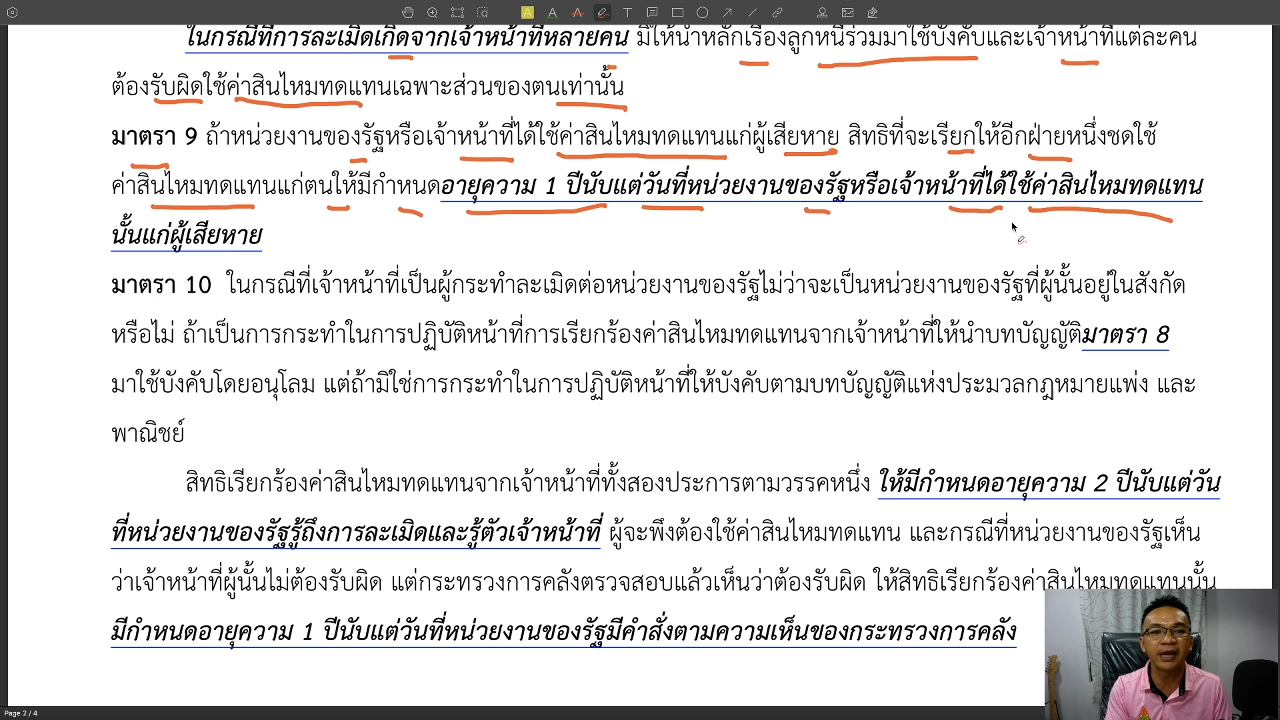 ในกรณีที่การละเมิดเกิดจากเจ้าหน้าที่หลายคน มิให้นำหลักเรื่องลูกหนี้ร่วมมาใช้บังคับและเจ้าหน้าที่แต่ละคน
ต้องรับผิดใช้ค่าสินไหมทดแทนเฉพาะส่วนของตนเท่านั้น
มาตรา 9 ถ้าหน่วยงานของรัฐหรือเจ้าหน้าที่ได้ใช้ค่าสินไหมทดแทนแก่ผู้เสียหาย สิทธิที่จะเรียกให้อีกฝ่ายหนึ่งชดใช้
ค่าสินไหมทดแทนแก่ตนให้มีกำหนดอายุความ 1 ปีนับแต่วันที่หน่วยงานของรัฐหรือเจ้าหน้าที่ได้ใช้ค่าสินไหมทดแทน
นั้นแก่ผู้เสียหาย
มาตรา 10 ในกรณีที่เจ้าหน้าที่เป็นผู้กระทำละเมิดต่อหน่วยงานของรัฐไม่ว่าจะเป็นหน่วยงานของรัฐที่ผู้นั้นอยู่ในสังกัด
หรือไม่ ถ้าเป็นการกระทำในการปฏิบัติหน้าที่การเรียกร้องค่าสินไหมทดแทนจากเจ้าหน้าที่ให้นำบทบัญญัติมาตรา 8
มาใช้บังคับโดยอนุโลม แต่ถ้ามิใช่การกระทำในการปฏิบัติหน้าที่ให้บังคับตามบทบัญญัติแห่งประมวลกฎหมายแพ่ง และ
พาณิชย์
สิทธิเรียกร้องค่าสินไหมทดแทนจากเจ้าหน้าที่ทั้งสองประการตามวรรคหนึ่ง ให้มีกำหนดอายุความ 2 ปีนับแต่วัน
ที่หน่วยงานของรัฐรู้ถึงการละเมิดและรู้ตัวเจ้าหน้าที่ ผู้จะพึงต้องใช้ค่าสินไหมทดแทน และกรณีที่หน่วยงานของรัฐเห็น
ว่าเจ้าหน้าที่ผู้นั้นไม่ต้องรับผิด แต่กระทรวงการคลังตรวจสอบแล้วเห็นว่าต้องรับผิด ให้สิทธิเรียกร้องค่าสินไหมทดแทนนั้น
มีกำหนดอายุความ 1 ปีนับแต่วันที่หน่วยงานของรัฐมีคำสั่งตามความเห็นของกระทรวงการคลัง
Page 2 / 4